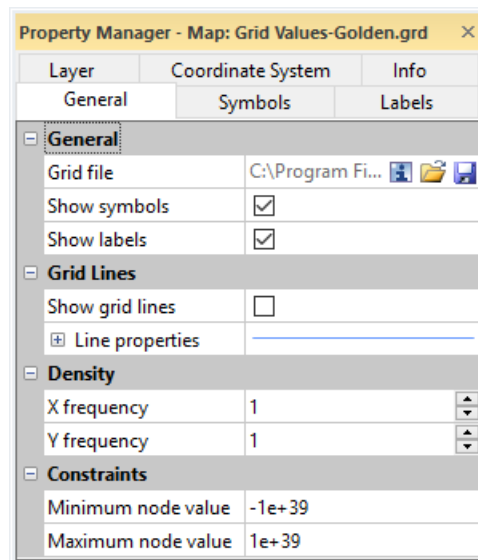 Property Manager - Map: Grid Values-Golden.grd
Layer Coordinate System Info
General Symbols Labels
General
Grid file C:\Program Fi...
Show symbols
Show labels
Grid Lines
Show grid lines
Line properties
Density
X frequency 1
Y frequency 1
Constraints
Minimum node value -1e+39
Maximum node value 1e+39